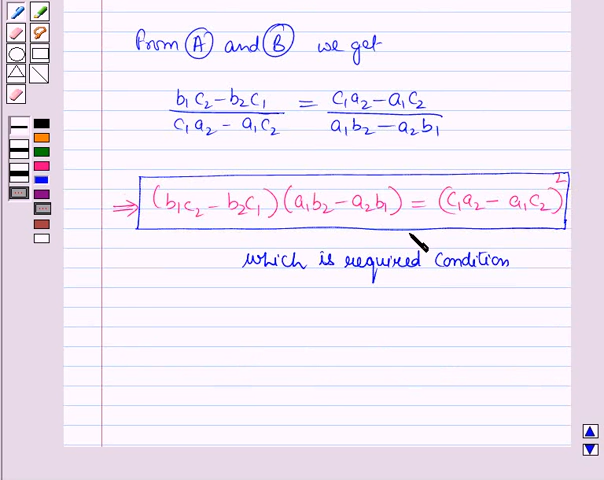 From (A) and (B) we get
b₁c₂ − b₂c₁ / c₁a₂ − a₁c₂ = c₁a₂ − a₁c₂ / a₁b₂ − a₂b₁
⇒ (b₁c₂ − b₂c₁)(a₁b₂ − a₂b₁) = (c₁a₂ − a₁c₂)²
which is required condition